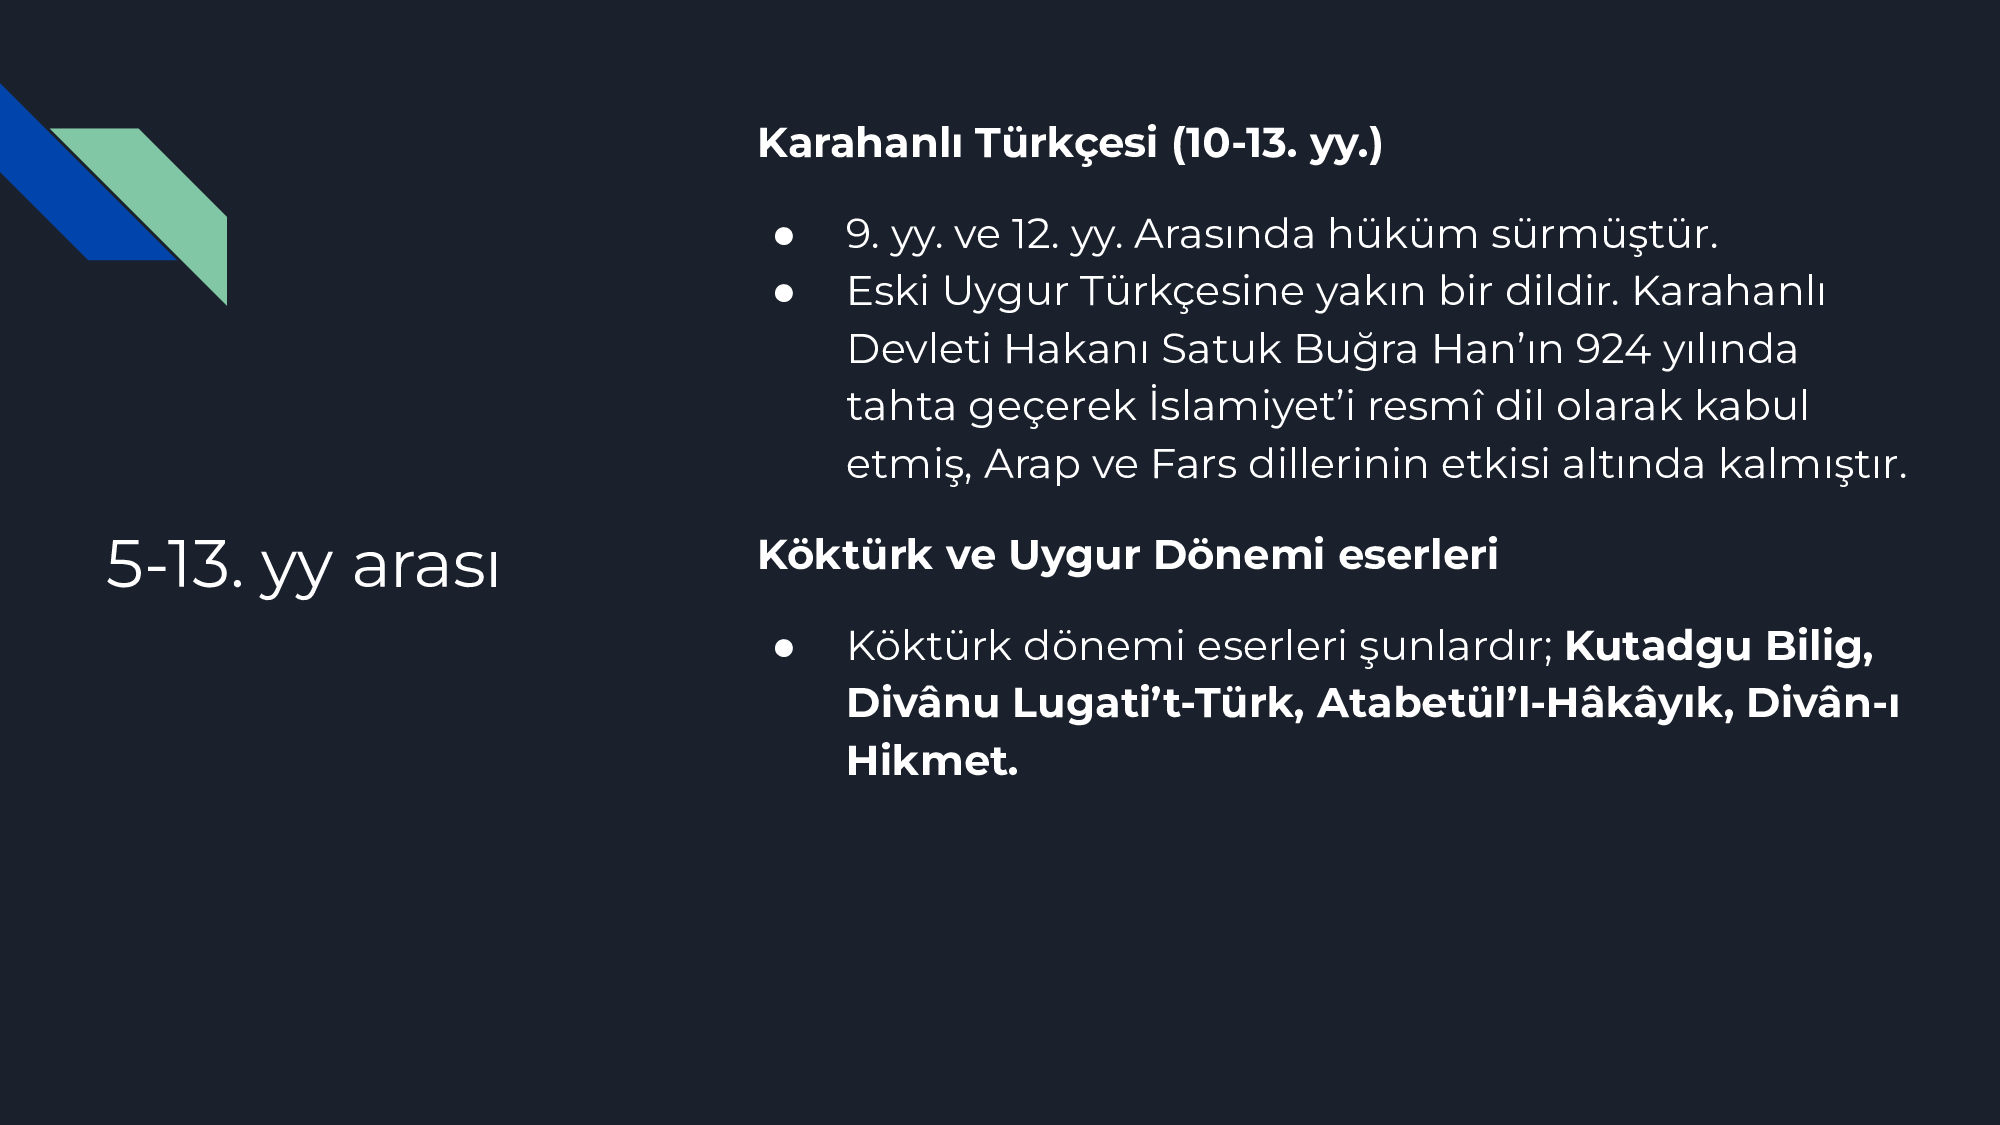 5-13. yy arası
Karahanlı Türkçesi (10-13. yy.)
● 9. yy. ve 12. yy. Arasında hüküm sürmüştür.
● Eski Uygur Türkçesine yakın bir dildir. Karahanlı
Devleti Hakanı Satuk Buğra Han’ın 924 yılında
tahta geçerek İslamiyet’i resmî dil olarak kabul
etmiş, Arap ve Fars dillerinin etkisi altında kalmıştır.
Köktürk ve Uygur Dönemi eserleri
● Köktürk dönemi eserleri şunlardır; Kutadgu Bilig,
Divânu Lugati’t-Türk, Atabetül’l-Hâkâyık, Divân-ı
Hikmet.